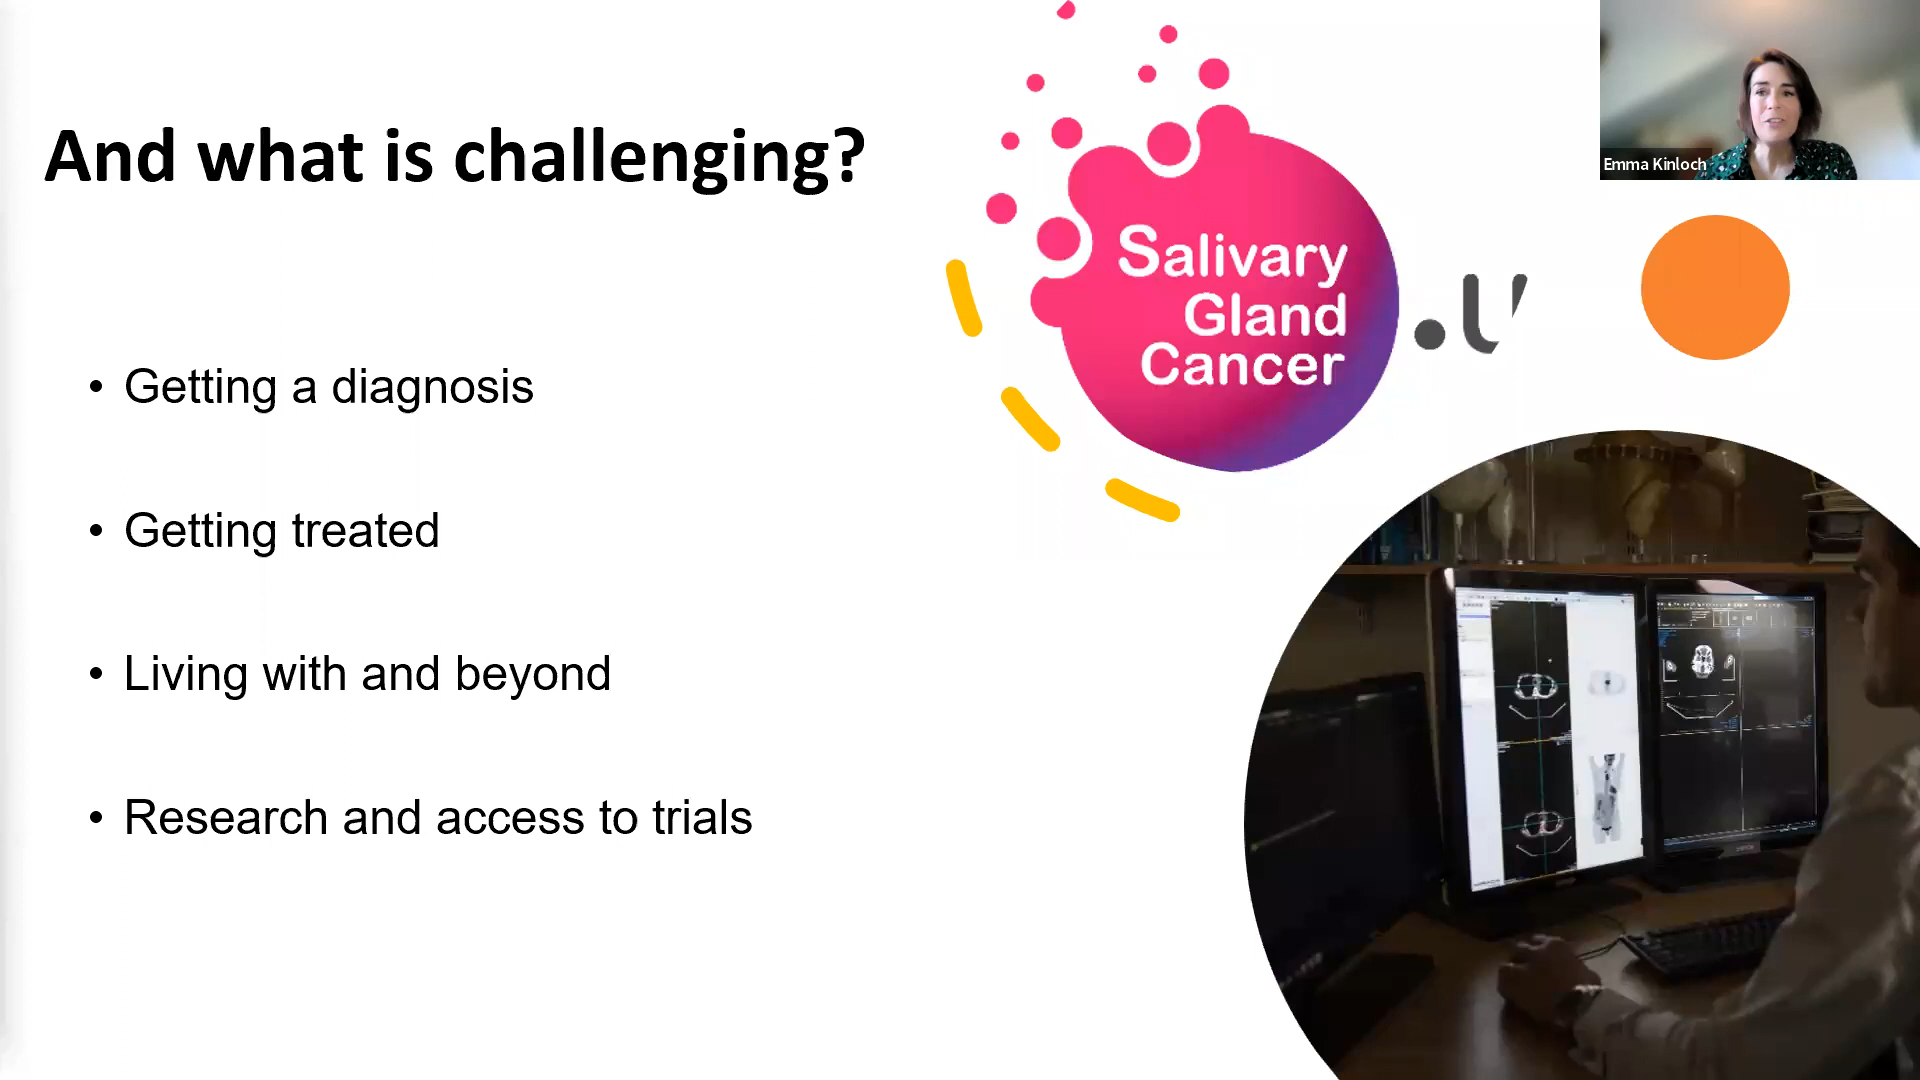 And what is challenging?
Emma Kinloch
Salivary
Gland
Cancer
• Getting a diagnosis
• Getting treated
• Living with and beyond
• Research and access to trials